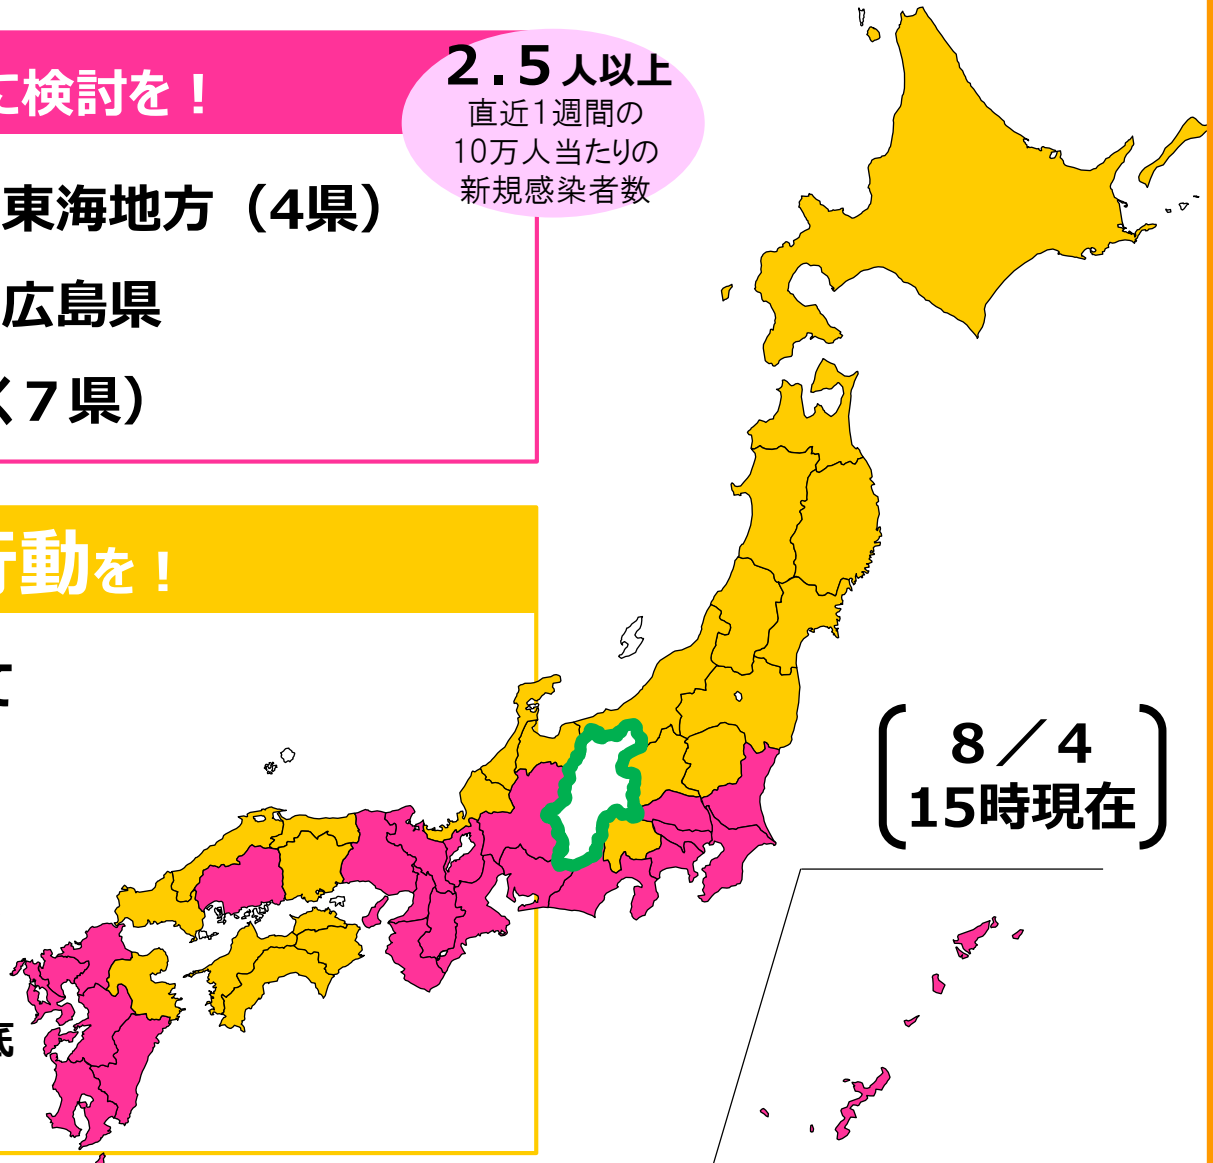 に検討を！
2.5人以上
直近1週間の
10万人当たりの
新規感染者数
東海地方（4県）
広島県
く７県）
行動を！
て
底
8／4
15時現在